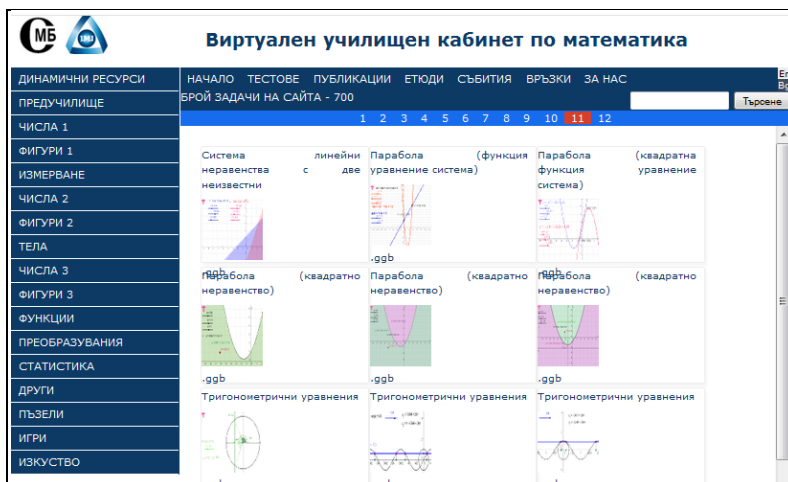 СМБ
Виртуален училищен кабинет по математика
ДИНАМИЧНИ РЕСУРСИ
ПРЕДУЧИЛИЩЕ
ЧИСЛА 1
ФИГУРИ 1
ИЗМЕРВАНЕ
ЧИСЛА 2
ФИГУРИ 2
ТЕЛА
ЧИСЛА 3
ФИГУРИ 3
ФУНКЦИИ
ПРЕОБРАЗУВАНИЯ
СТАТИСТИКА
ДРУГИ
ПЪЗЕЛИ
ИГРИ
ИЗКУСТВО
НАЧАЛО ТЕСТОВЕ ПУБЛИКАЦИИ ЕТЮДИ СЪБИТИЯ ВРЪЗКИ ЗА НАС
БРОЙ ЗАДАЧИ НА САЙТА - 700
Търсене
1 2 3 4 5 6 7 8 9 10 11 12
Система линейни
неравенства с две
неизвестни
.ggb
Парабола (функция
уравнение система)
.ggb
Парабола (квадратна
функция уравнение
система)
.ggb
Парабола (квадратно
неравенство)
.ggb
Парабола (квадратно
неравенство)
.ggb
Парабола (квадратно
неравенство)
.ggb
Тригонометрични уравнения
Тригонометрични уравнения
Тригонометрични уравнения